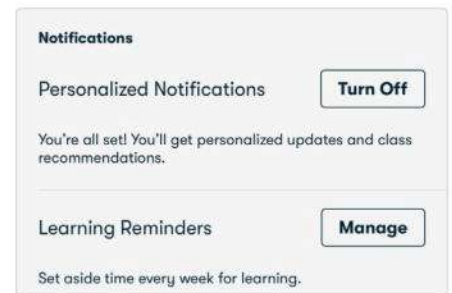 Notifications
Personalized Notifications
Turn Off
You're all set! You'll get personalized updates and class
recommendations.
Learning Reminders
Manage
Set aside time every week for learning.